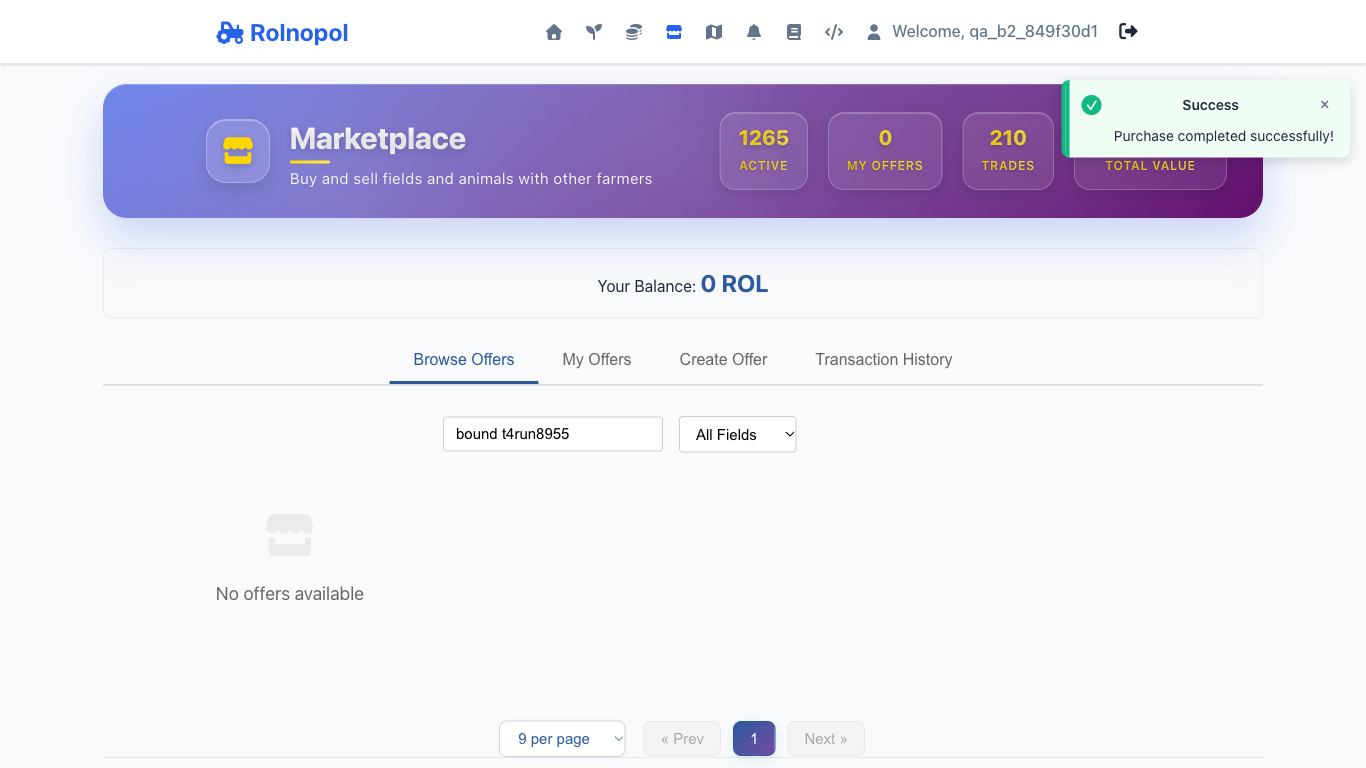 Rolnopol
Welcome, qa_b2_849f30d1
Success
×
Purchase completed successfully!
Marketplace
Buy and sell fields and animals with other farmers
1265
ACTIVE
0
MY OFFERS
210
TRADES
TOTAL VALUE
Your Balance: 0 ROL
Browse Offers
My Offers
Create Offer
Transaction History
bound t4run8955
All Fields
No offers available
9 per page
« Prev
1
Next »